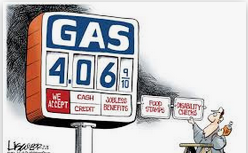 GAS
4.06 9/10
WE ACCEPT
CASH
CREDIT
JOBLESS BENEFITS
FOOD STAMPS
DISABILITY CHECKS